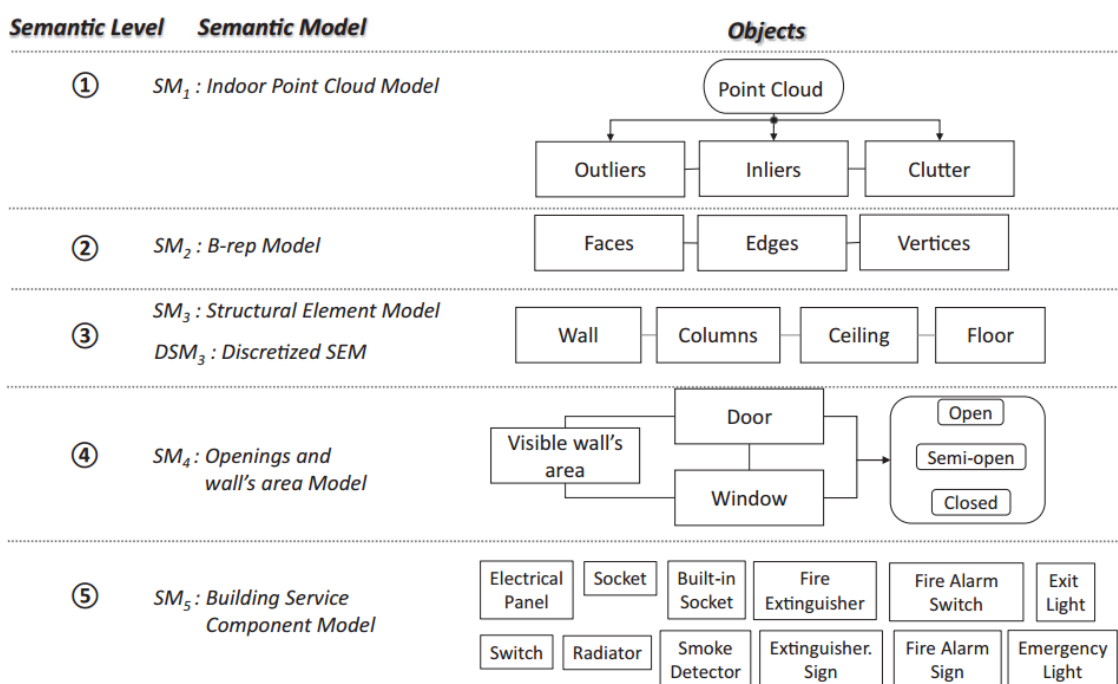 Semantic Level Semantic Model Objects
① SM1 : Indoor Point Cloud Model
Point Cloud
Outliers Inliers Clutter
② SM2 : B-rep Model
Faces Edges Vertices
③ SM3 : Structural Element Model
DSM3 : Discretized SEM
Wall Columns Ceiling Floor
④ SM4 : Openings and
wall's area Model
Visible wall's
area
Door
Window
Open
Semi-open
Closed
⑤ SM5 : Building Service
Component Model
Electrical
Panel
Socket
Built-in
Socket
Fire
Extinguisher
Fire Alarm
Switch
Exit
Light
Switch
Radiator
Smoke
Detector
Extinguisher.
Sign
Fire Alarm
Sign
Emergency
Light